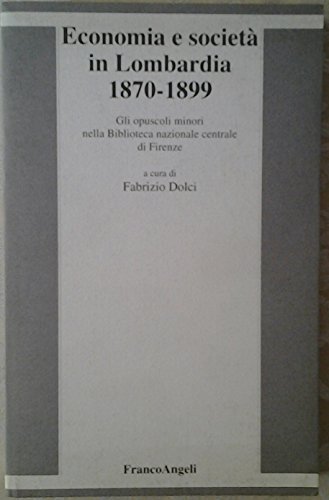 Economia e società
in Lombardia
1870-1899
Gli opuscoli minori
nella Biblioteca nazionale centrale
di Firenze
a cura di
Fabrizio Dolci
FrancoAngeli